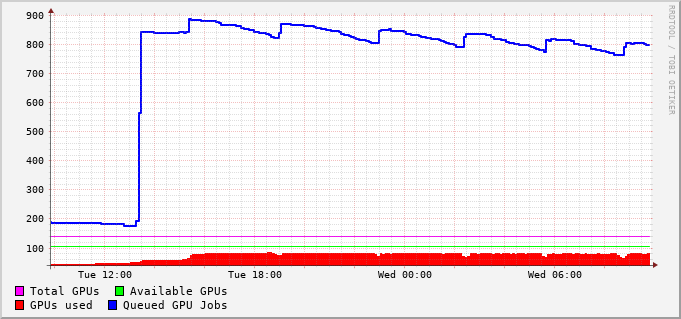 900
800
700
600
500
400
300
200
100
Tue 12:00 Tue 18:00 Wed 00:00 Wed 06:00
Total GPUs Available GPUs
GPUs used Queued GPU Jobs
RRDTOOL / TOBI OETIKER